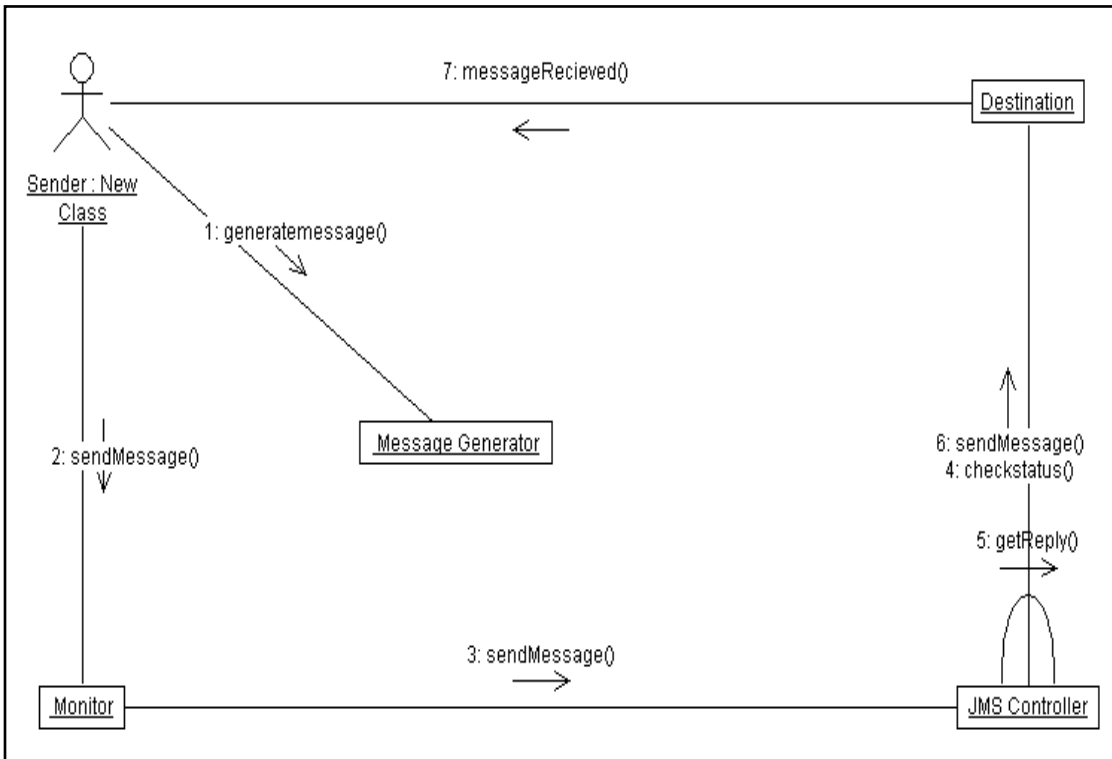 7: messageRecieved()
Destination
Sender : New
Class
1: generatemessage()
Message Generator
2: sendMessage()
6: sendMessage()
4: checkstatus()
5: getReply()
3: sendMessage()
Monitor
JMS Controller